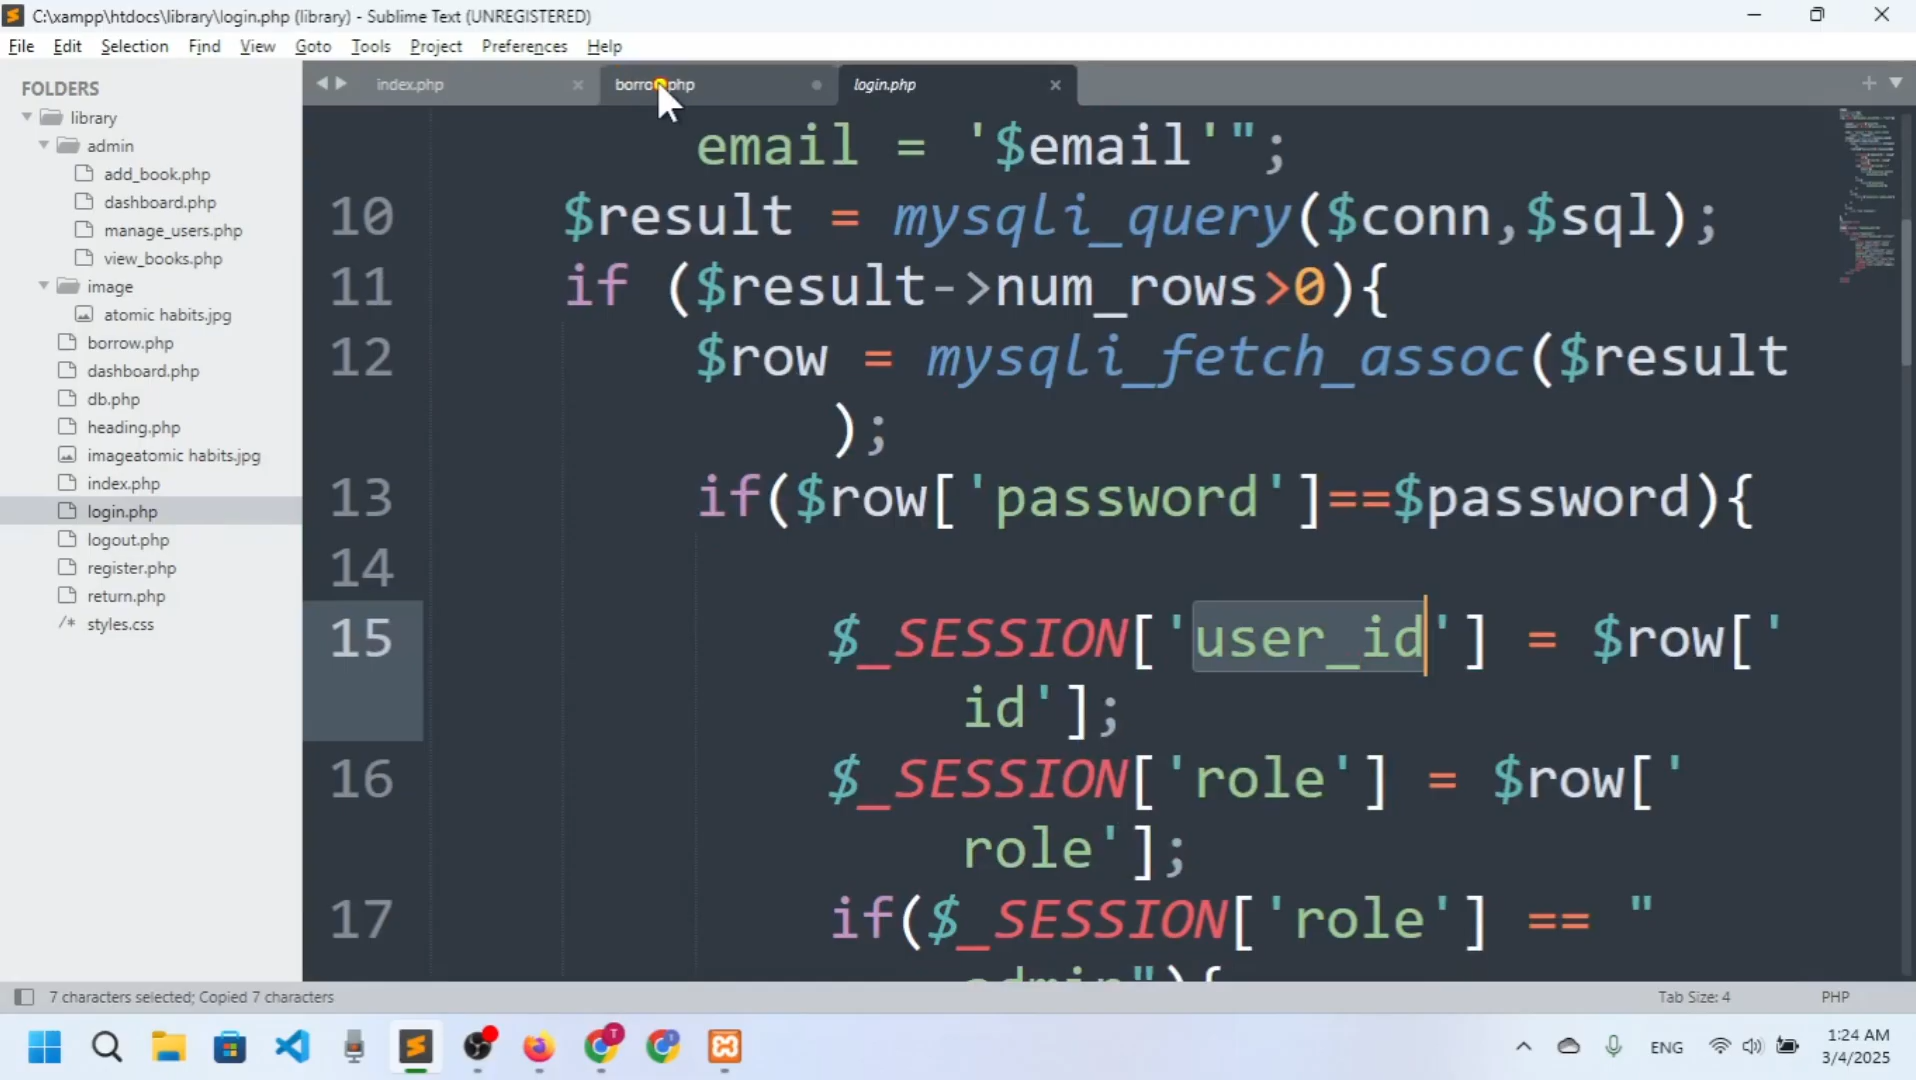 C:\xampp\htdocs\library\login.php (library) - Sublime Text (UNREGISTERED)
File Edit Selection Find View Goto Tools Project Preferences Help
FOLDERS
library
admin
add_book.php
dashboard.php
manage_users.php
view_books.php
image
atomic habits.jpg
borrow.php
dashboard.php
db.php
heading.php
imageatomic habits.jpg
index.php
login.php
logout.php
register.php
return.php
/* styles.css
index.php borrow.php login.php
email = '$email'";
10 $result = mysqli_query($conn,$sql);
11 if ($result->num_rows>0){
12 $row = mysqli_fetch_assoc($result
);
13 if($row['password']==$password){
14
15 $_SESSION['user_id'] = $row['
id'];
16 $_SESSION['role'] = $row['
role'];
17 if($_SESSION['role'] == "
admin"){
7 characters selected; Copied 7 characters
Tab Size: 4 PHP
ENG
1:24 AM
3/4/2025